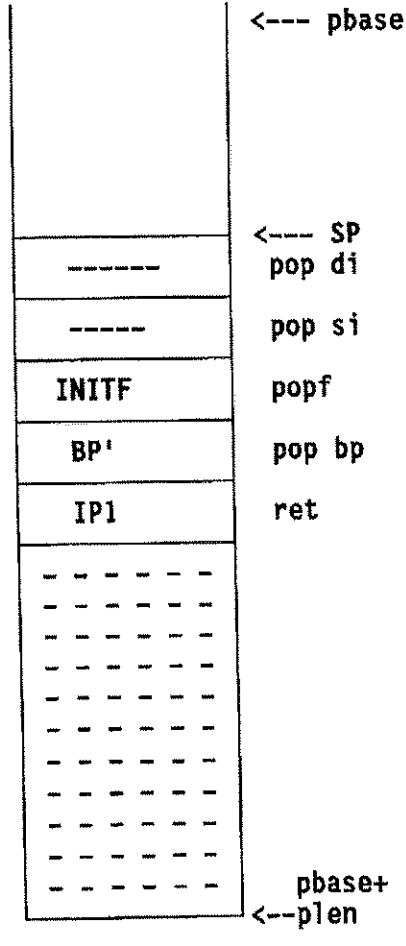 <--- pbase
<--- SP
------ pop di
----- pop si
INITF popf
BP' pop bp
IP1 ret
- - - - - -
- - - - - -
- - - - - -
- - - - - -
- - - - - -
- - - - - -
- - - - - -
- - - - - -
- - - - - -
- - - - - -
- - - - - - pbase+
<--plen